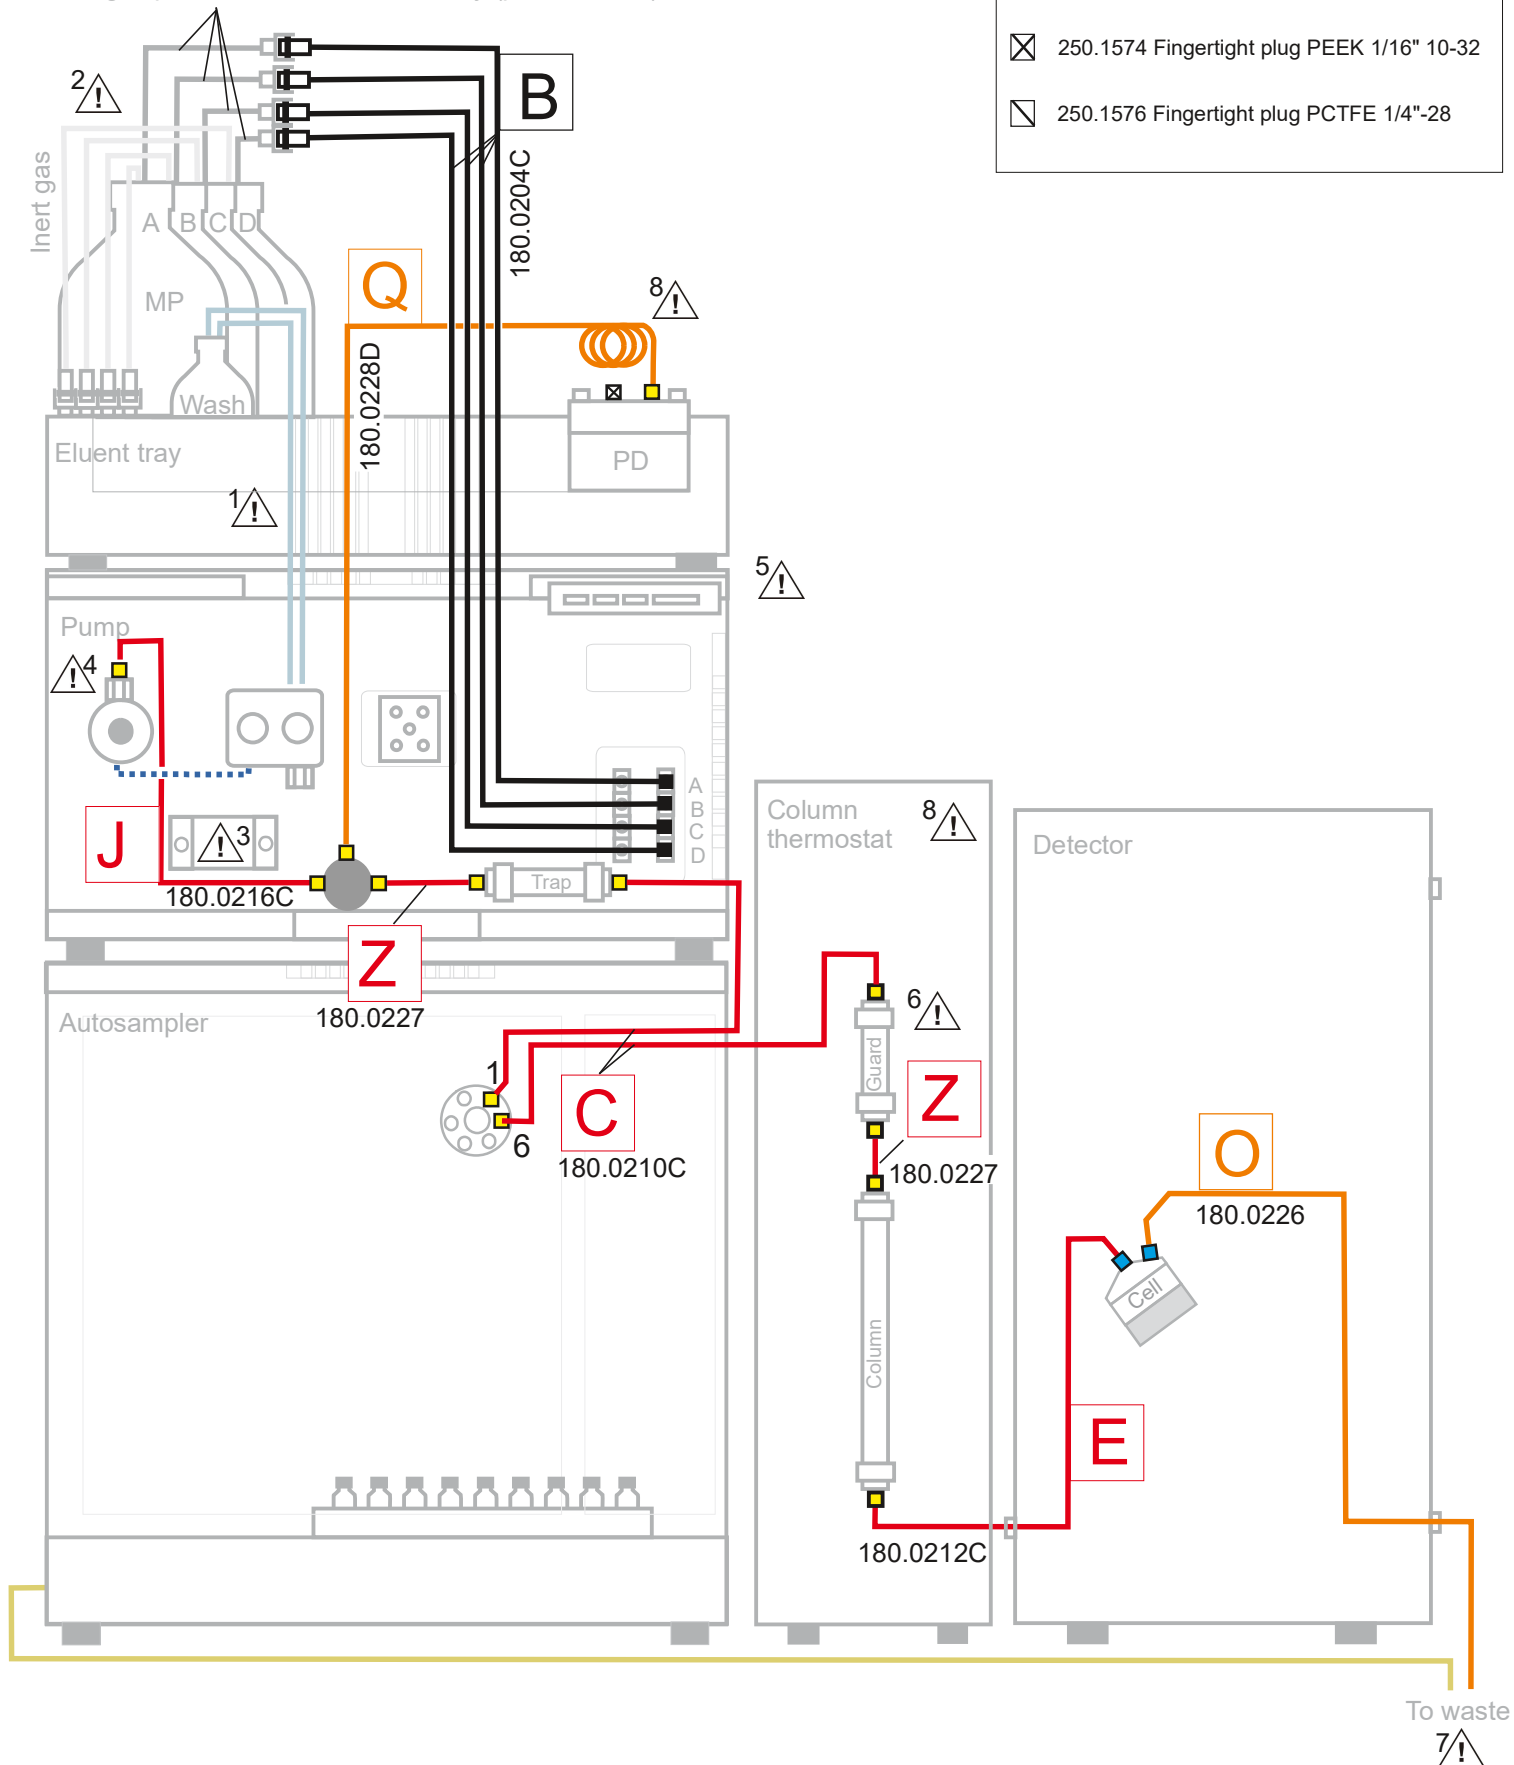 250.1574 Fingertight plug PEEK 1/16" 10-32
250.1576 Fingertight plug PCTFE 1/4"-28
2
!
B
180.0204C
Inert gas
A
B
C
D
MP
Wash
Q
180.0228D
8
!
Eluent tray
PD
1
!
5
!
Pump
!
4
A
B
C
D
J
!
3
180.0216C
Trap
Z
180.0227
Column
thermostat
8
!
Detector
Autosampler
1
6
C
180.0210C
6
!
Guard
Z
180.0227
O
180.0226
Cell
Column
E
180.0212C
To waste
7
!